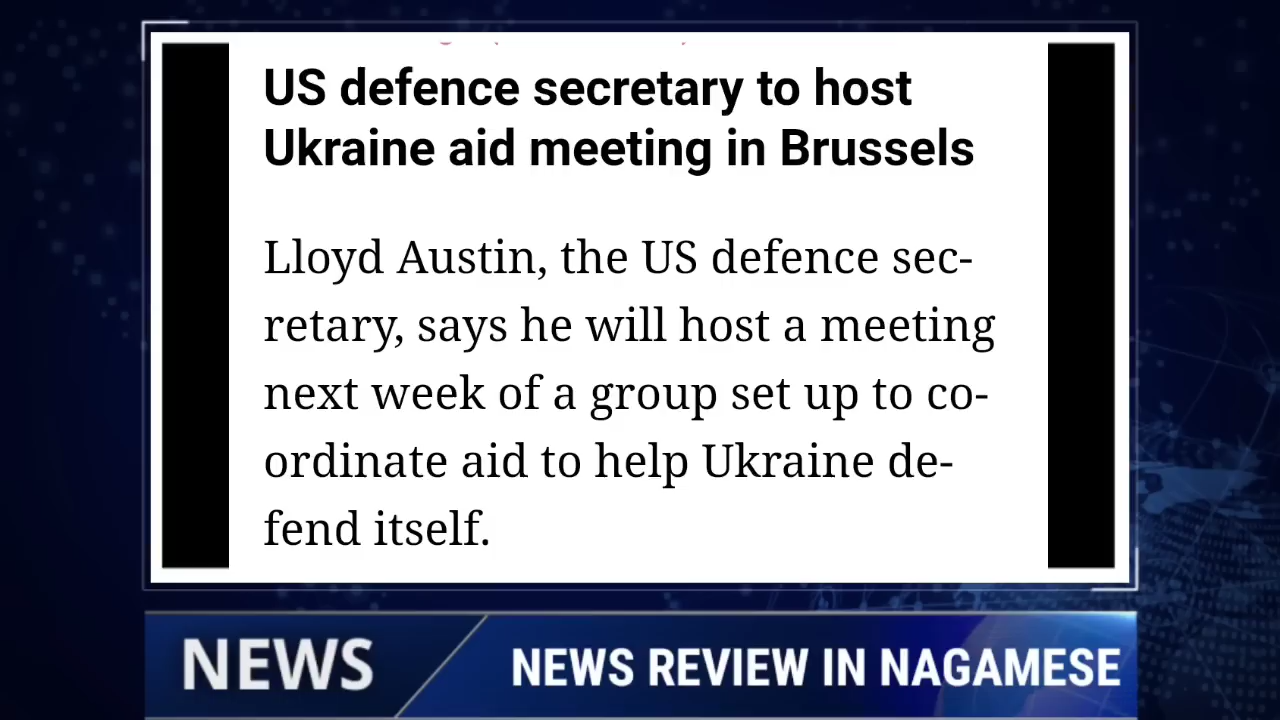 US defence secretary to host
Ukraine aid meeting in Brussels
Lloyd Austin, the US defence sec-
retary, says he will host a meeting
next week of a group set up to co-
ordinate aid to help Ukraine de-
fend itself.
NEWS
NEWS REVIEW IN NAGAMESE